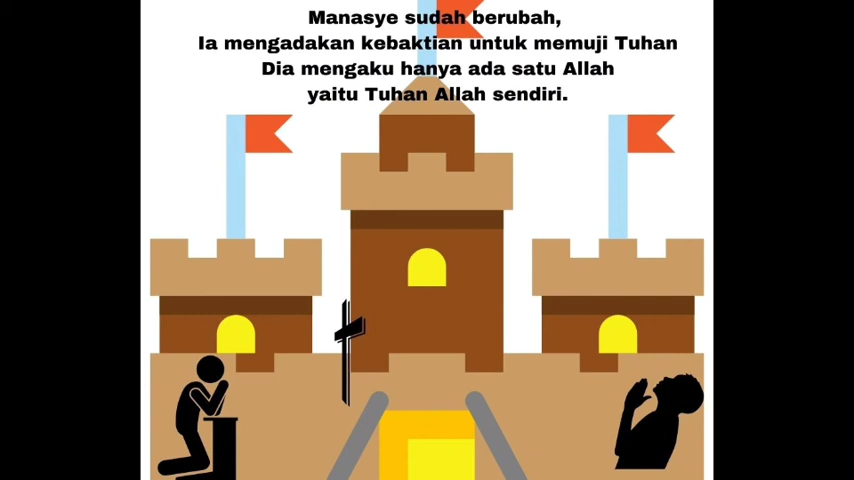 Manasye sudah berubah,
Ia mengadakan kebaktian untuk memuji Tuhan
Dia mengaku hanya ada satu Allah
yaitu Tuhan Allah sendiri.